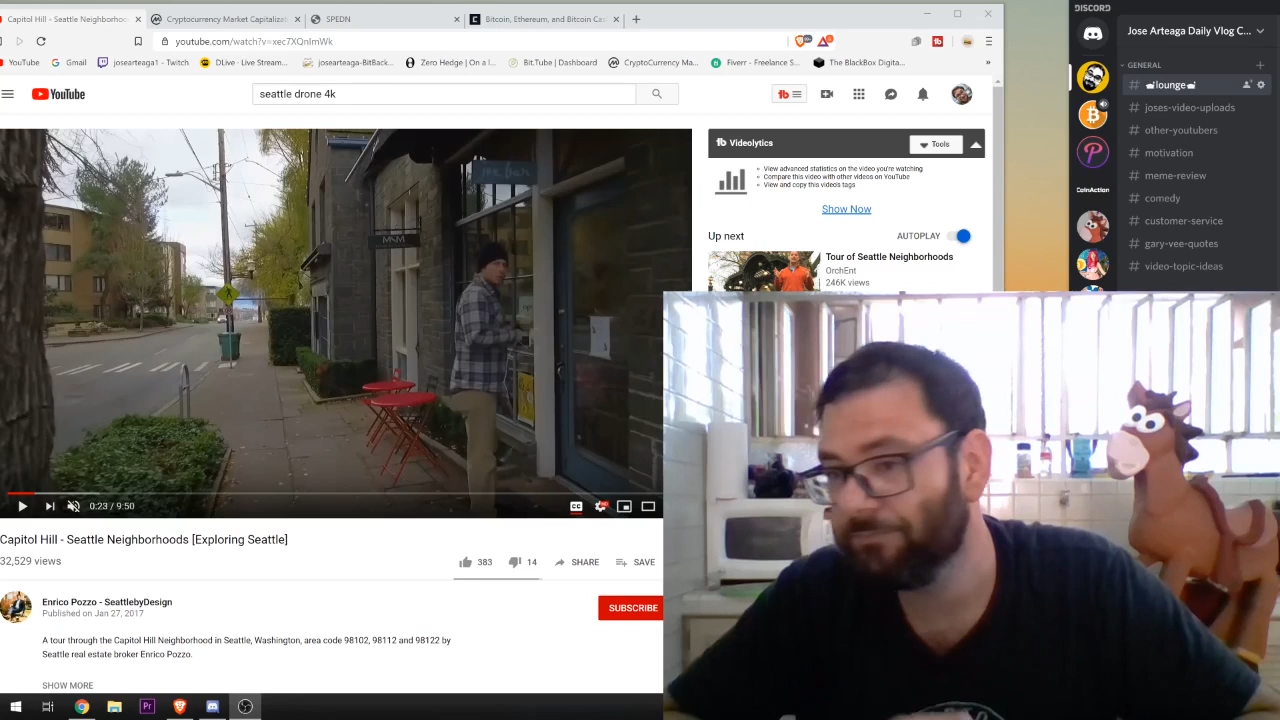 Capitol Hill - Seattle Neighborhoo
Cryptocurrency Market Capitaliza
SPEDN
Bitcoin, Ethereum, and Bitcoin Ca
youtube.com/watch?v=xec7XQnImWk
YouTube
Gmail
josearteaga1 - Twitch
DLive · Live Stream...
josearteaga-BitBack...
Zero Hedge | On a l...
Bit.Tube | Dashboard
CryptoCurrency Ma...
Fiverr - Freelance S...
The BlackBox Digita...
YouTube
seattle drone 4k
MSM
Videolytics
Tools
View advanced statistics on the video you're watching
Compare this video with other videos on YouTube
View and copy this video's tags
Show Now
Up next
AUTOPLAY
Tour of Seattle Neighborhoods
OrchEnt
246K views
0:23 / 9:50
Capitol Hill - Seattle Neighborhoods [Exploring Seattle]
32,529 views
383
14
SHARE
SAVE
Enrico Pozzo - SeattlebyDesign
Published on Jan 27, 2017
SUBSCRIBE
A tour through the Capitol Hill Neighborhood in Seattle, Washington, area code 98102, 98112 and 98122 by
Seattle real estate broker Enrico Pozzo.
SHOW MORE
DISCORD
Jose Arteaga Daily Vlog C...
GENERAL
# lounge
# joses-video-uploads
# other-youtubers
# motivation
# meme-review
# comedy
# customer-service
# gary-vee-quotes
# video-topic-ideas
CoinAction